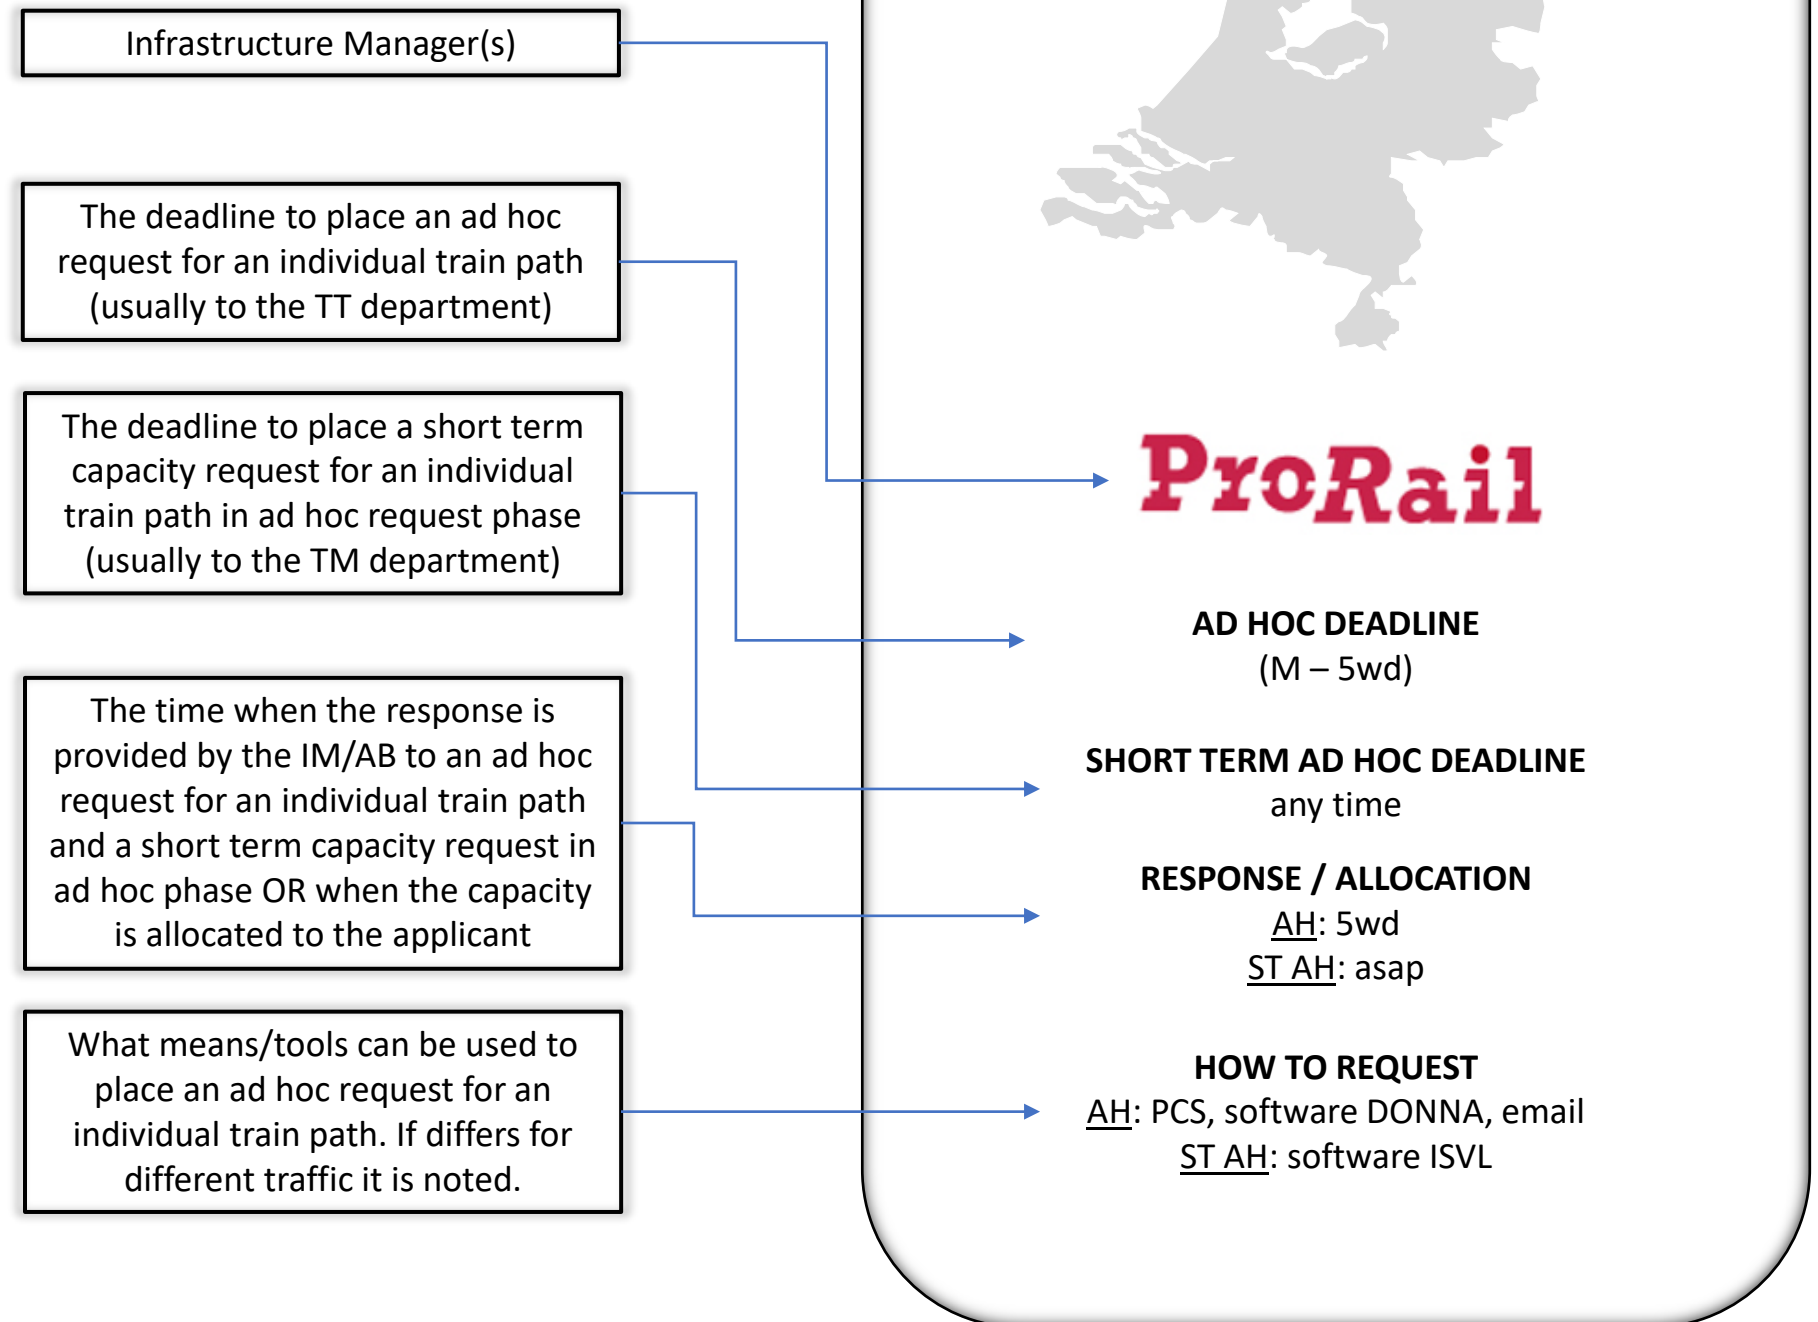 Infrastructure Manager(s)
The deadline to place an ad hoc
request for an individual train path
(usually to the TT department)
The deadline to place a short term
capacity request for an individual
train path in ad hoc request phase
(usually to the TM department)
The time when the response is
provided by the IM/AB to an ad hoc
request for an individual train path
and a short term capacity request in
ad hoc phase OR when the capacity
is allocated to the applicant
What means/tools can be used to
place an ad hoc request for an
individual train path. If differs for
different traffic it is noted.
ProRail
AD HOC DEADLINE
(M – 5wd)
SHORT TERM AD HOC DEADLINE
any time
RESPONSE / ALLOCATION
AH: 5wd
ST AH: asap
HOW TO REQUEST
AH: PCS, software DONNA, email
ST AH: software ISVL